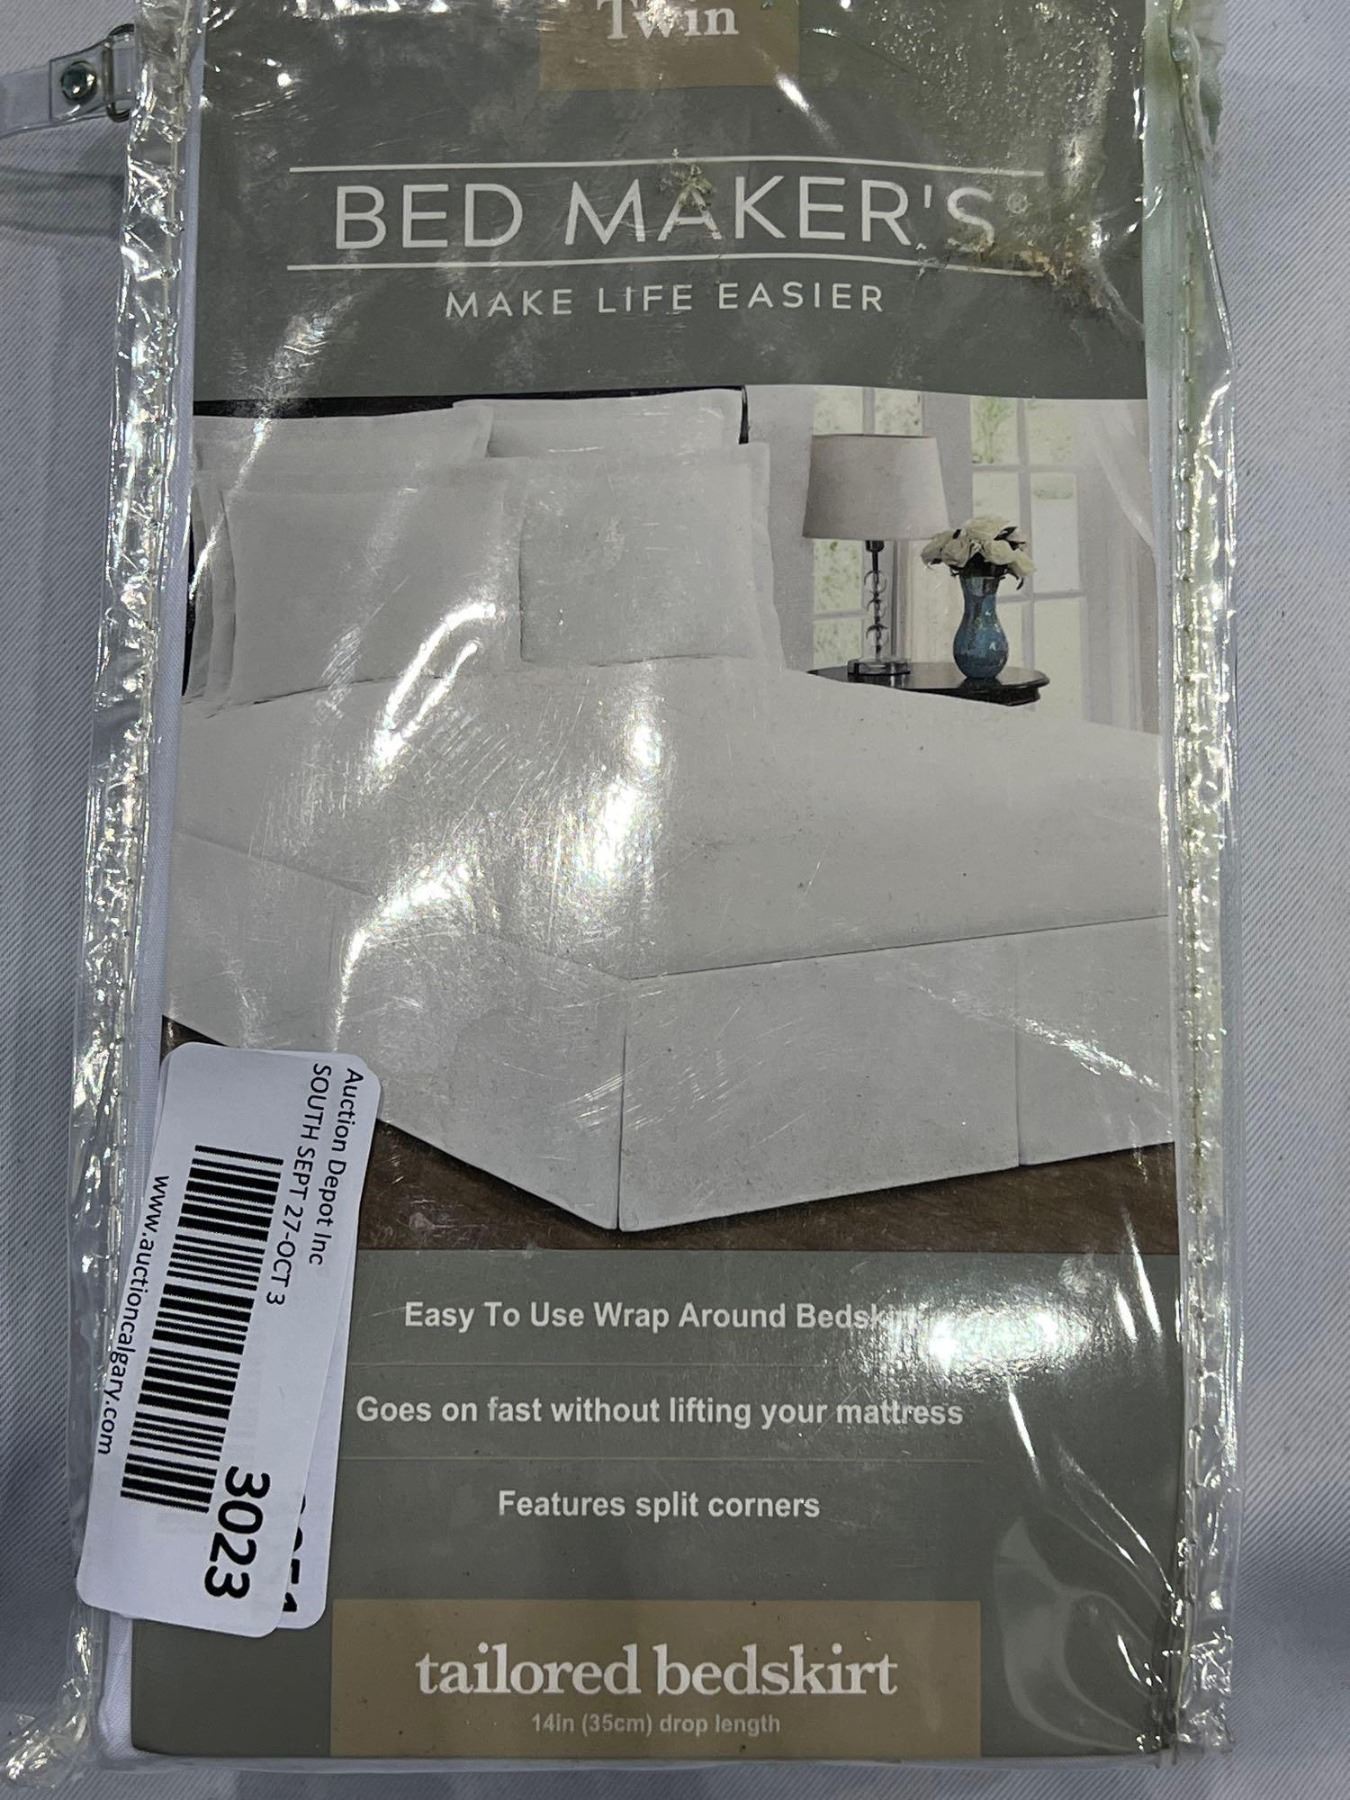 Twin
BED MAKER'S®
MAKE LIFE EASIER
Auction Depot Inc
SOUTH SEPT 27-OCT 3
www.auctioncalgary.com
3023
Easy To Use Wrap Around
Goes on fast without lifting your mattress
Features split corners
tailored bedskirt
14in (35cm) drop length